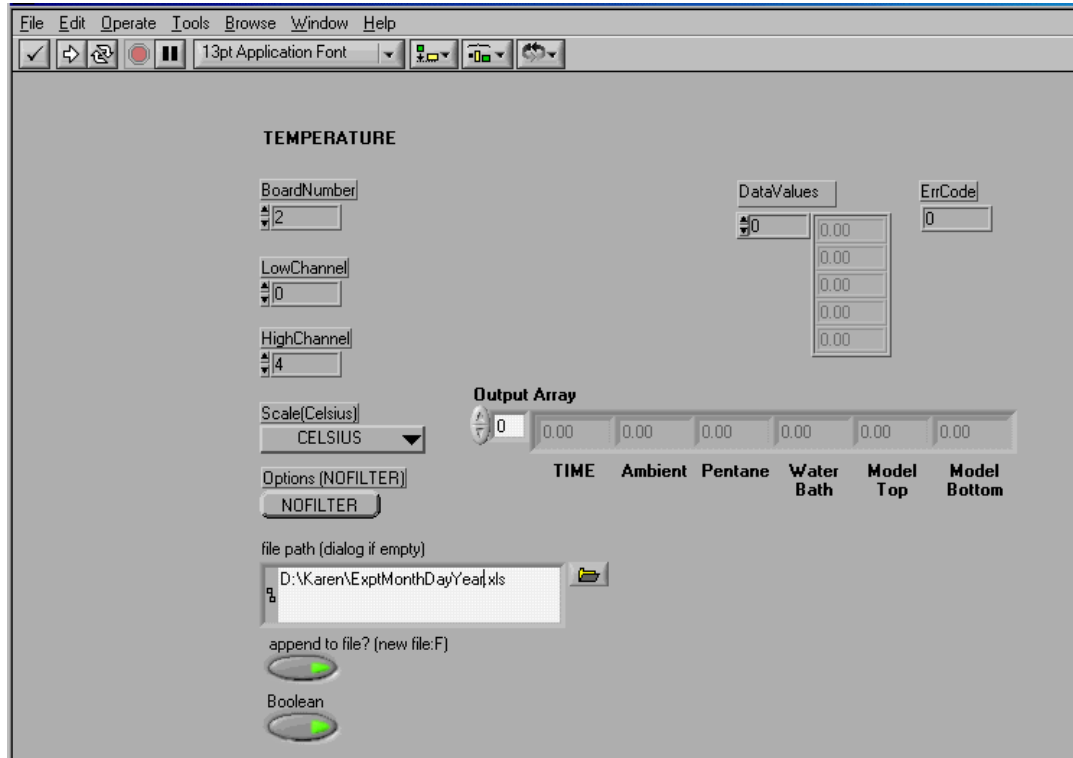 File Edit Operate Tools Browse Window Help
13pt Application Font
TEMPERATURE
BoardNumber
2
LowChannel
0
HighChannel
4
Scale(Celsius)
CELSIUS
Options (NOFILTER)
NOFILTER
file path (dialog if empty)
D:\Karen\ExptMonthDayYear.xls
append to file? (new file:F)
Boolean
DataValues
0
0.00
0.00
0.00
0.00
0.00
ErrCode
0
Output Array
0 0.00 0.00 0.00 0.00 0.00 0.00
TIME Ambient Pentane Water Bath Model Top Model Bottom